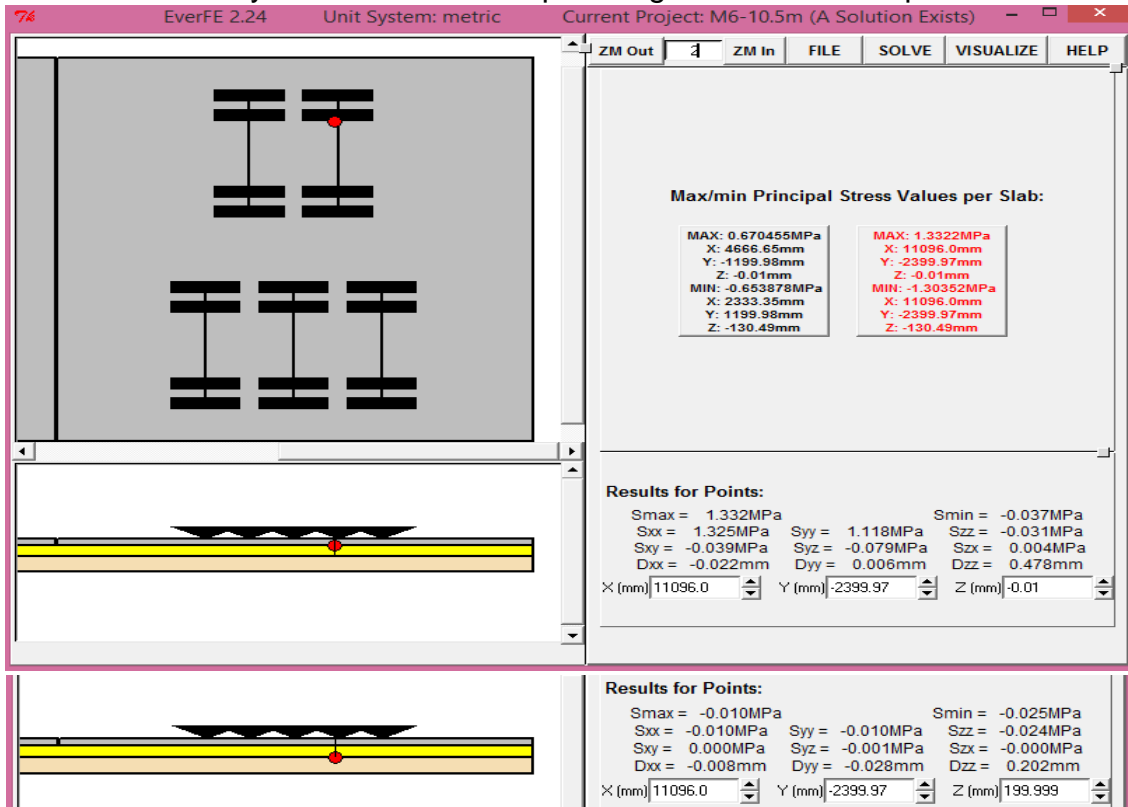 EverFE 2.24 Unit System: metric Current Project: M6-10.5m (A Solution Exists)
ZM Out 2 ZM In FILE SOLVE VISUALIZE HELP
Max/min Principal Stress Values per Slab:
MAX: 0.670455MPa
X: 4666.65mm
Y: -1199.98mm
Z: -0.01mm
MIN: -0.653878MPa
X: 2333.35mm
Y: 1199.98mm
Z: -130.49mm
MAX: 1.3322MPa
X: 11096.0mm
Y: -2399.97mm
Z: -0.01mm
MIN: -1.30352MPa
X: 11096.0mm
Y: -2399.97mm
Z: -130.49mm
Results for Points:
Smax = 1.332MPa Smin = -0.037MPa
Sxx = 1.325MPa Syy = 1.118MPa Szz = -0.031MPa
Sxy = -0.039MPa Syz = -0.079MPa Szx = 0.004MPa
Dxx = -0.022mm Dyy = 0.006mm Dzz = 0.478mm
X (mm) 11096.0 Y (mm) -2399.97 Z (mm) -0.01
Results for Points:
Smax = -0.010MPa Smin = -0.025MPa
Sxx = -0.010MPa Syy = -0.010MPa Szz = -0.024MPa
Sxy = 0.000MPa Syz = -0.001MPa Szx = -0.000MPa
Dxx = -0.008mm Dyy = -0.028mm Dzz = 0.202mm
X (mm) 11096.0 Y (mm) -2399.97 Z (mm) 199.999